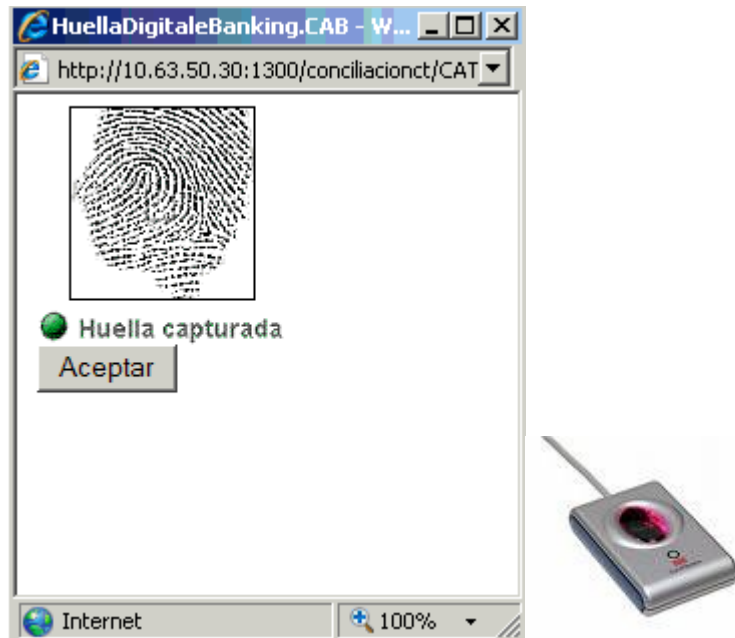 HuellaDigitaleBanking.CAB - W...
http://10.63.50.30:1300/conciliacionct/CAT
Huella capturada
Aceptar
Internet
100%